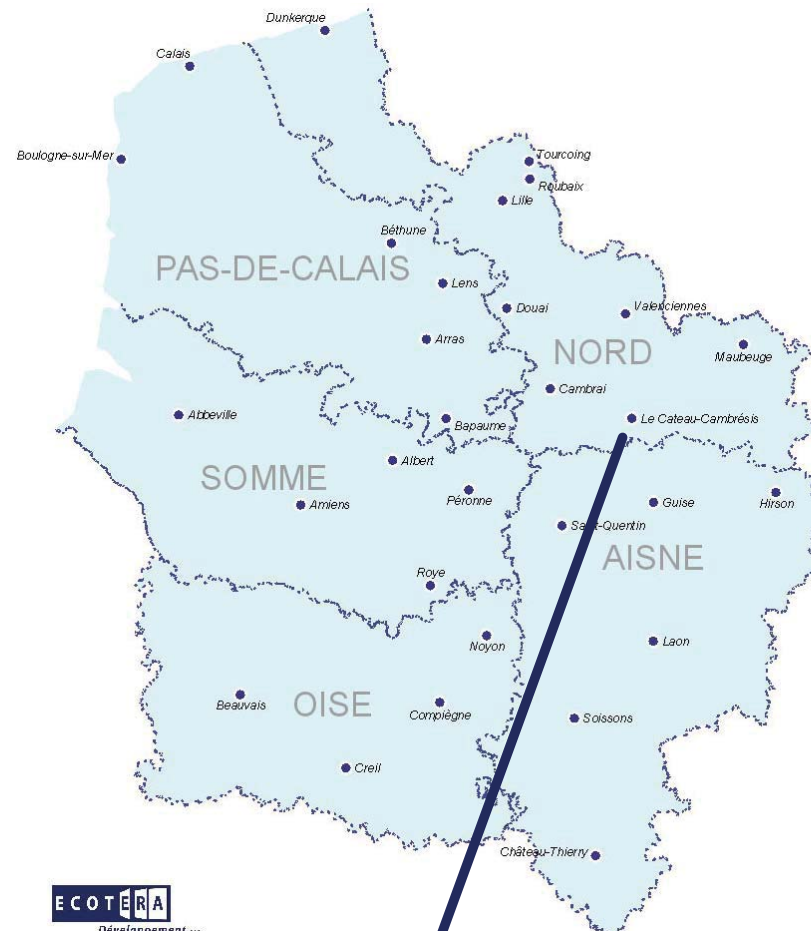 Dunkerque
Calais
Boulogne-sur-Mer
Tourcoing
Roubaix
Lille
Béthune
PAS-DE-CALAIS
Lens
Douai
Valenciennes
Arras
NORD
Maubeuge
Cambrai
Abbeville
Bapaume
Le Cateau-Cambrésis
Albert
SOMME
Péronne
Amiens
Guise
Hirson
Saint-Quentin
AISNE
Roye
Noyon
Laon
Beauvais
OISE
Compiègne
Soissons
Creil
Château-Thierry
ECOTERA
Développement ...